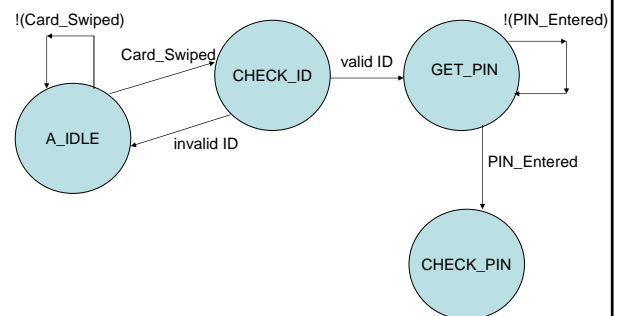 !(Card_Swiped)
!(PIN_Entered)
Card_Swiped
valid ID
CHECK_ID
GET_PIN
A_IDLE
invalid ID
PIN_Entered
CHECK_PIN